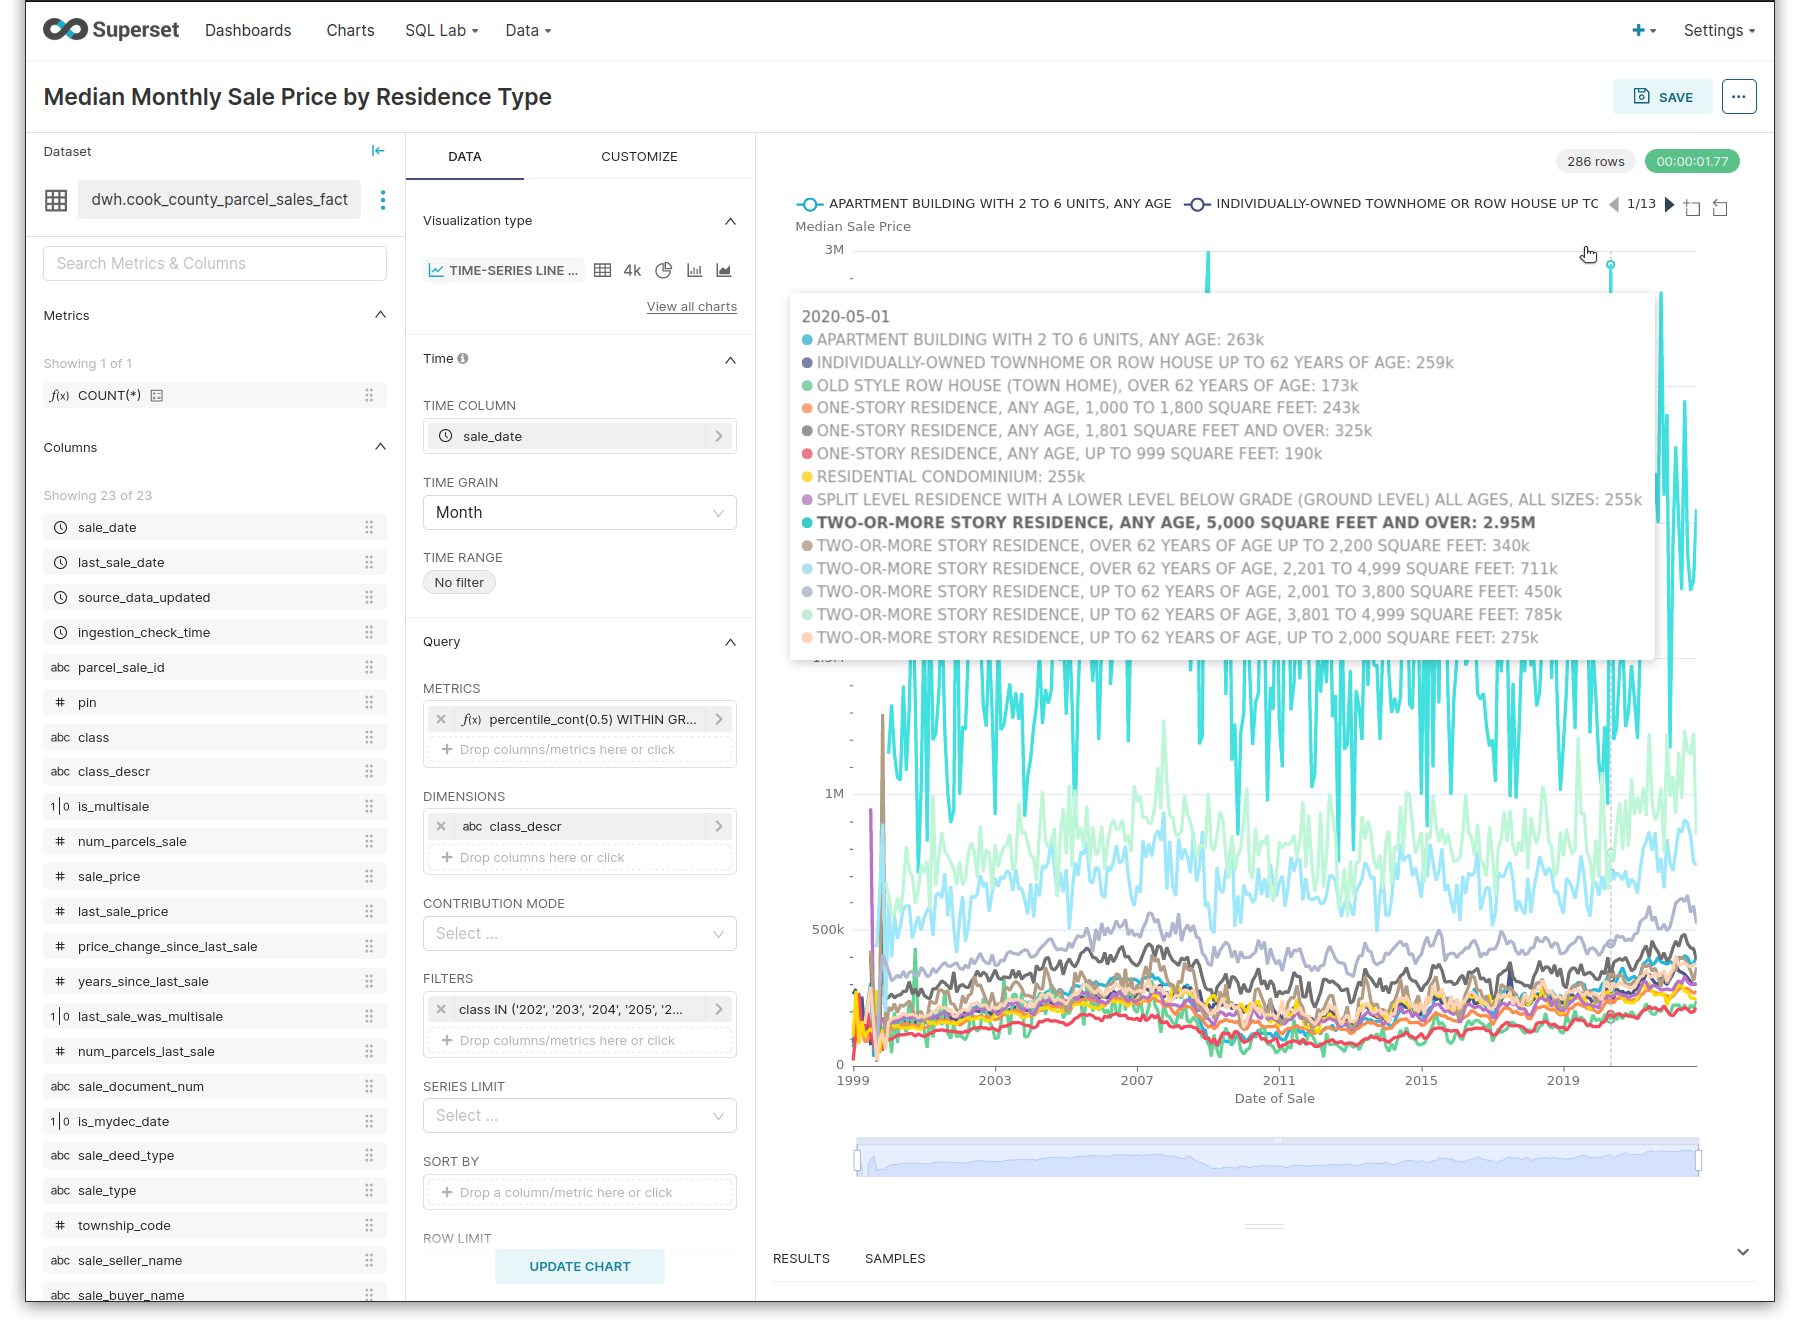 Superset Dashboards Charts SQL Lab Data Settings
Median Monthly Sale Price by Residence Type
SAVE
Dataset
dwh.cook_county_parcel_sales_fact
Search Metrics & Columns
Metrics
Showing 1 of 1
f(x) COUNT(*)
Columns
Showing 23 of 23
sale_date
last_sale_date
source_data_updated
ingestion_check_time
abc parcel_sale_id
# pin
abc class
abc class_descr
1|0 is_multisale
# num_parcels_sale
# sale_price
# last_sale_price
# price_change_since_last_sale
# years_since_last_sale
1|0 last_sale_was_multisale
# num_parcels_last_sale
abc sale_document_num
1|0 is_mydec_date
abc sale_deed_type
abc sale_type
# township_code
abc sale_seller_name
abc sale_buyer_name
DATA CUSTOMIZE
Visualization type
TIME-SERIES LINE ... 4k
View all charts
Time
TIME COLUMN
sale_date
TIME GRAIN
Month
TIME RANGE
No filter
Query
METRICS
f(x) percentile_cont(0.5) WITHIN GR...
Drop columns/metrics here or click
DIMENSIONS
abc class_descr
Drop columns here or click
CONTRIBUTION MODE
Select ...
FILTERS
class IN ('202', '203', '204', '205', '2...
Drop columns/metrics here or click
SERIES LIMIT
Select ...
SORT BY
Drop a column/metric here or click
ROW LIMIT
UPDATE CHART
286 rows 00:00:01.77
APARTMENT BUILDING WITH 2 TO 6 UNITS, ANY AGE INDIVIDUALLY-OWNED TOWNHOME OR ROW HOUSE UP TO 1/13
Median Sale Price
3M
2020-05-01
APARTMENT BUILDING WITH 2 TO 6 UNITS, ANY AGE: 263k
INDIVIDUALLY-OWNED TOWNHOME OR ROW HOUSE UP TO 62 YEARS OF AGE: 259k
OLD STYLE ROW HOUSE (TOWN HOME), OVER 62 YEARS OF AGE: 173k
ONE-STORY RESIDENCE, ANY AGE, 1,000 TO 1,800 SQUARE FEET: 243k
ONE-STORY RESIDENCE, ANY AGE, 1,801 SQUARE FEET AND OVER: 325k
ONE-STORY RESIDENCE, ANY AGE, UP TO 999 SQUARE FEET: 190k
RESIDENTIAL CONDOMINIUM: 255k
SPLIT LEVEL RESIDENCE WITH A LOWER LEVEL BELOW GRADE (GROUND LEVEL) ALL AGES, ALL SIZES: 255k
TWO-OR-MORE STORY RESIDENCE, ANY AGE, 5,000 SQUARE FEET AND OVER: 2.95M
TWO-OR-MORE STORY RESIDENCE, OVER 62 YEARS OF AGE UP TO 2,200 SQUARE FEET: 340k
TWO-OR-MORE STORY RESIDENCE, OVER 62 YEARS OF AGE, 2,201 TO 4,999 SQUARE FEET: 711k
TWO-OR-MORE STORY RESIDENCE, UP TO 62 YEARS OF AGE, 2,001 TO 3,800 SQUARE FEET: 450k
TWO-OR-MORE STORY RESIDENCE, UP TO 62 YEARS OF AGE, 3,801 TO 4,999 SQUARE FEET: 785k
TWO-OR-MORE STORY RESIDENCE, UP TO 62 YEARS OF AGE, UP TO 2,000 SQUARE FEET: 275k
1M
500k
0
1999 2003 2007 2011 2015 2019
Date of Sale
RESULTS SAMPLES